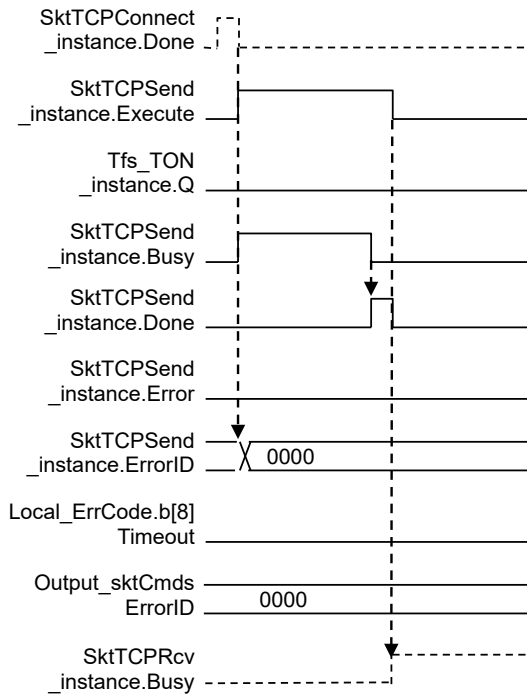 SktTCPConnect
_instance.Done
SktTCPSend
_instance.Execute
Tfs_TON
_instance.Q
SktTCPSend
_instance.Busy
SktTCPSend
_instance.Done
SktTCPSend
_instance.Error
SktTCPSend
_instance.ErrorID
0000
Local_ErrCode.b[8]
Timeout
Output_sktCmds
ErrorID
0000
SktTCPRcv
_instance.Busy